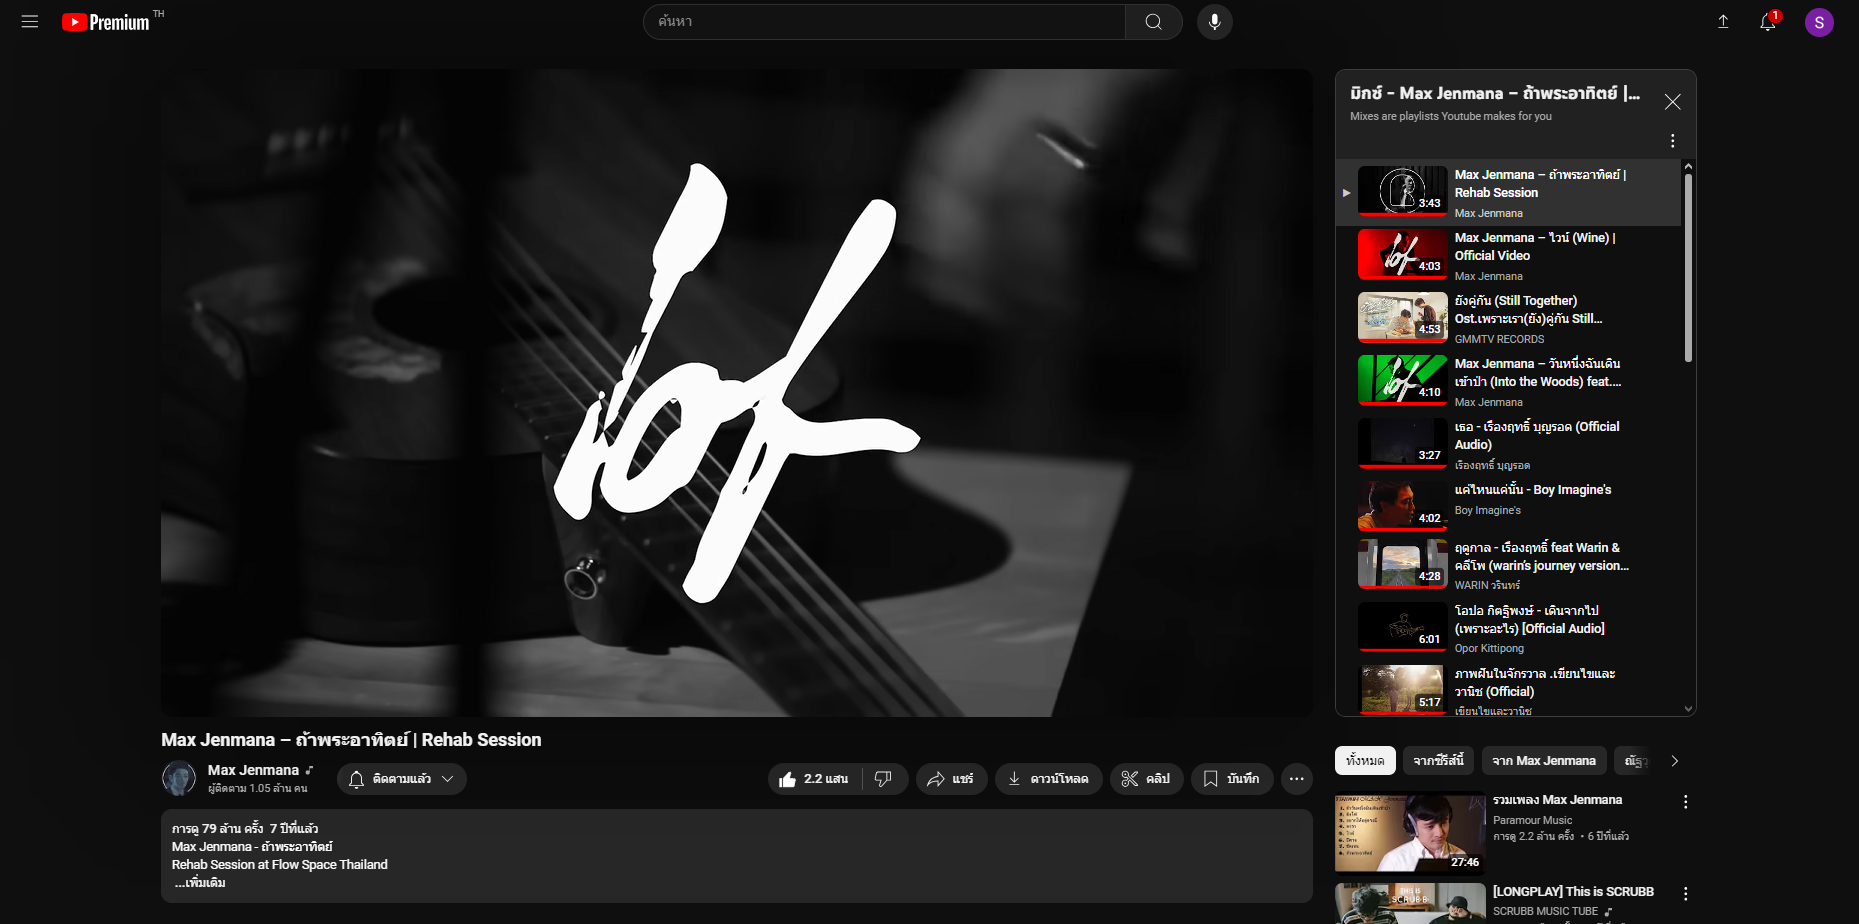 Premium TH
ค้นหา
1
S
lof
Max Jenmana – ถ้าพระอาทิตย์ | Rehab Session
Max Jenmana
ผู้ติดตาม 1.05 ล้าน คน
ติดตามแล้ว
2.2 แสน
แชร์
ดาวน์โหลด
คลิป
บันทึก
การดู 79 ล้าน ครั้ง 7 ปีที่แล้ว
Max Jenmana - ถ้าพระอาทิตย์
Rehab Session at Flow Space Thailand
...เพิ่มเติม
มิกซ์ - Max Jenmana – ถ้าพระอาทิตย์ |...
Mixes are playlists Youtube makes for you
Max Jenmana – ถ้าพระอาทิตย์ |
Rehab Session
3:43
Max Jenmana
Max Jenmana – ไวน์ (Wine) |
Official Video
4:03
Max Jenmana
ยังคู่กัน (Still Together)
Ost.เพราะเรา(ยัง)คู่กัน Still...
4:53
GMMTV RECORDS
Max Jenmana – วันหนึ่งฉันเดิน
เข้าป่า (Into the Woods) feat....
4:10
Max Jenmana
เธอ - เรืองฤทธิ์ บุญรอด (Official
Audio)
3:27
เรืองฤทธิ์ บุญรอด
แค่ไหนแค่นั้น - Boy Imagine's
4:02
Boy Imagine's
ฤดูกาล - เรืองฤทธิ์ feat Warin &
คลีโพ (warin's journey version...
4:28
WARIN วรินทร์
โอปอ กิตฐิพงษ์ - เดินจากไป
(เพราะอะไร) [Official Audio]
6:01
Opor Kittipong
ภาพฝันในจักรวาล .เขียนไขและ
วานิช (Official)
5:17
เขียนไขและวานิช
ทั้งหมด
จากซีรีส์นี้
จาก Max Jenmana
ณัฐว
รวมเพลง Max Jenmana
Paramour Music
การดู 2.2 ล้าน ครั้ง • 6 ปีที่แล้ว
27:46
[LONGPLAY] This is SCRUBB
SCRUBB MUSIC TUBE
THIS IS
SCRUBB